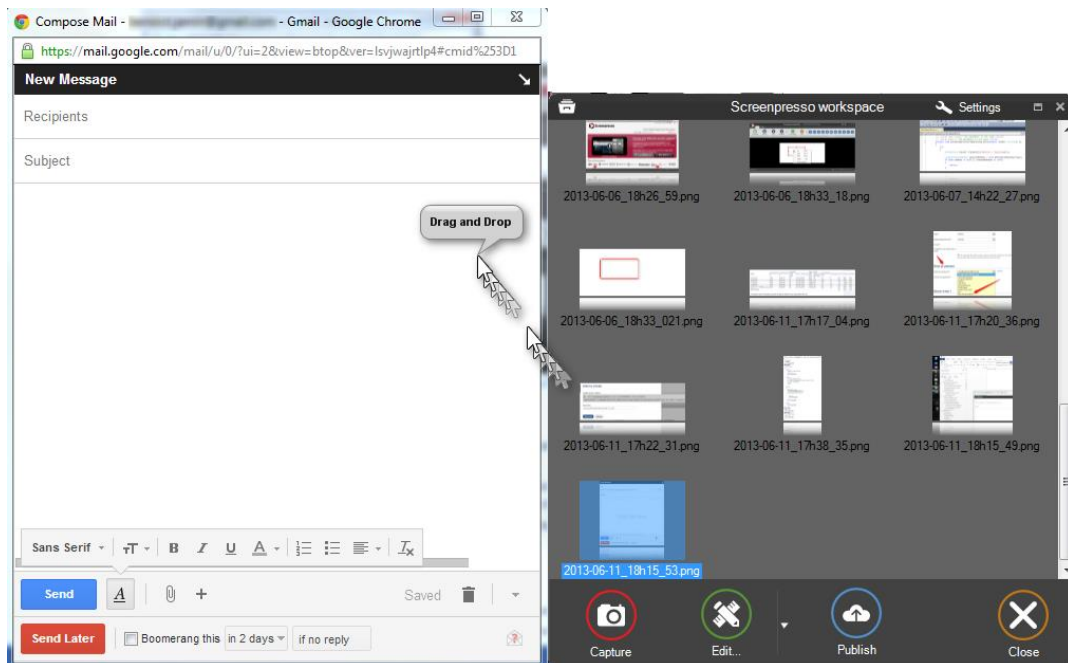 Compose Mail - - Gmail - Google Chrome
https://mail.google.com/mail/u/0/?ui=2&view=btop&ver=lsvjwajrtlp4#cmid%253D1
New Message
Recipients
Subject
Drag and Drop
Sans Serif
B I U A
Send A
Saved
Send Later
Boomerang this in 2 days if no reply
Screenpresso workspace Settings
2013-06-06_18h26_59.png 2013-06-06_18h33_18.png 2013-06-07_14h22_27.png
2013-06-06_18h33_021.png 2013-06-11_17h17_04.png 2013-06-11_17h20_36.png
2013-06-11_17h22_31.png 2013-06-11_17h38_35.png 2013-06-11_18h15_49.png
2013-06-11_18h15_53.png
Capture Edit... Publish Close